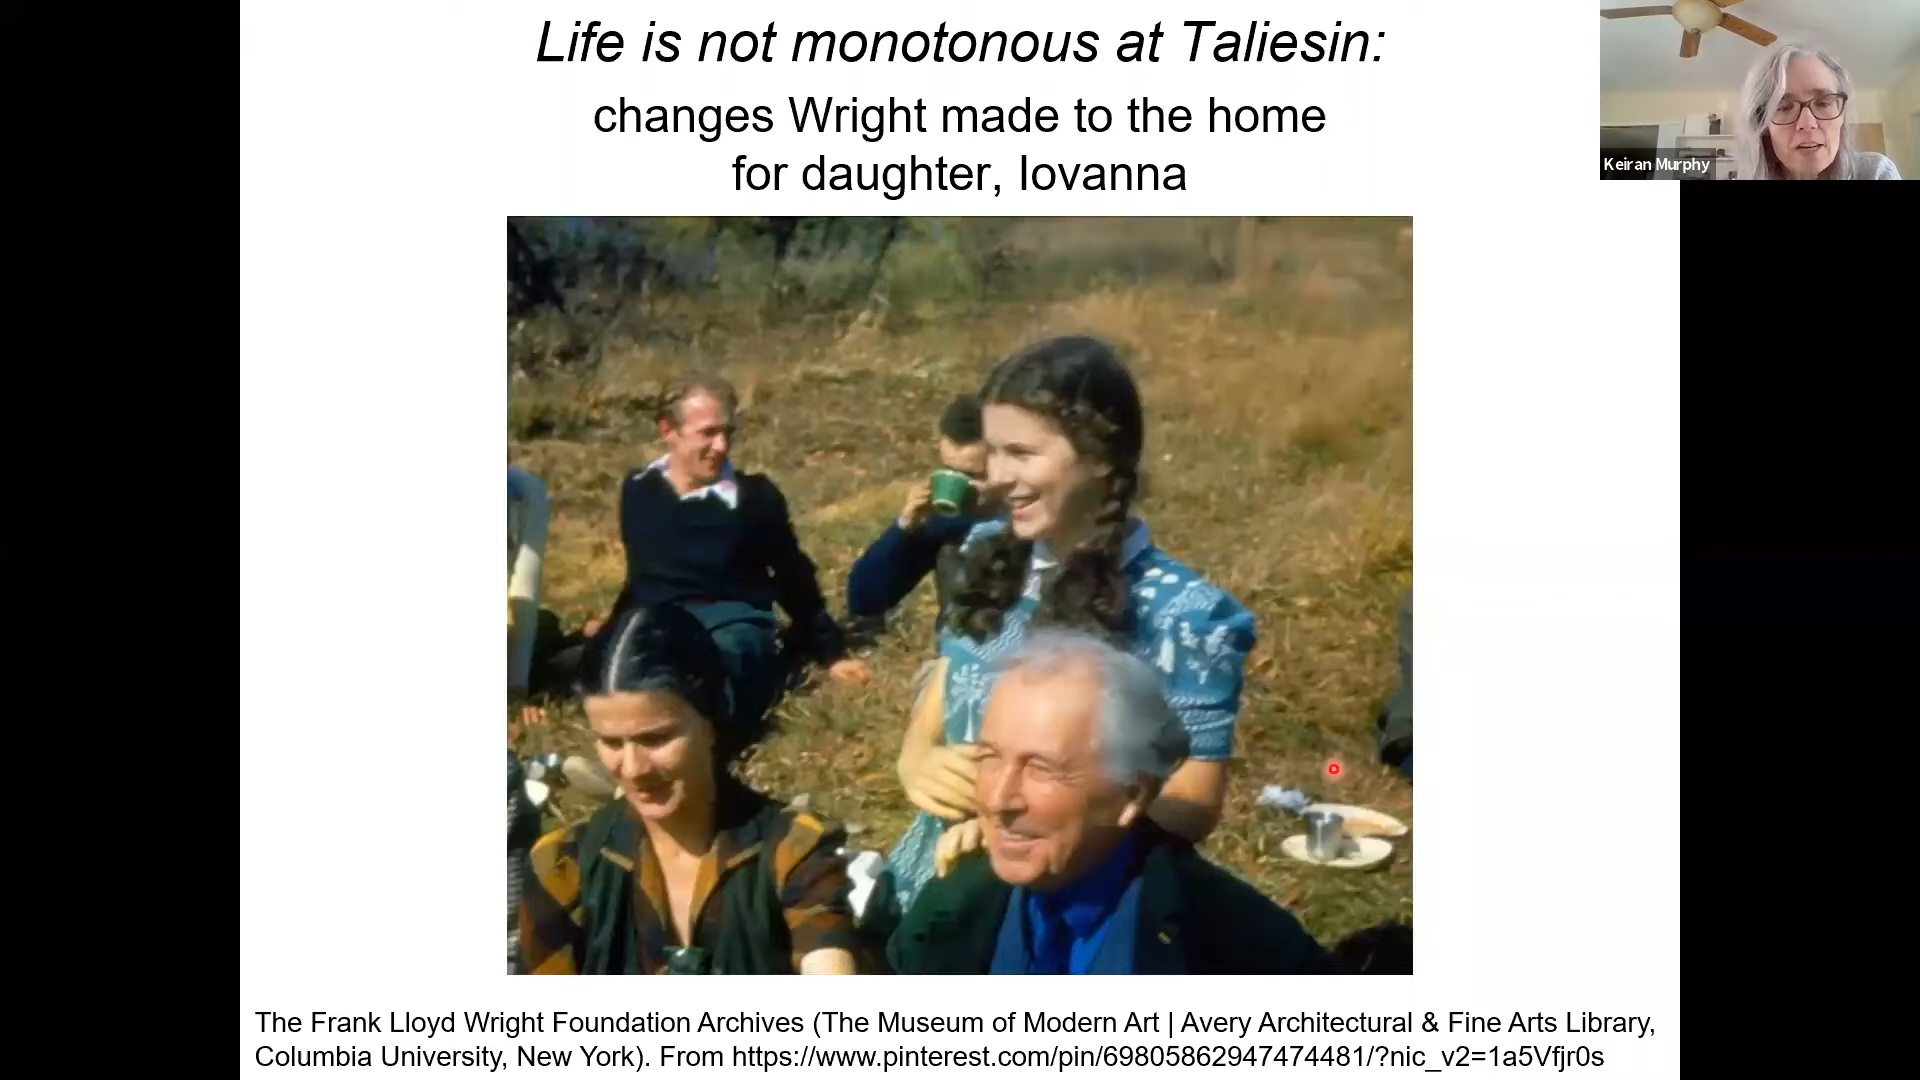 Life is not monotonous at Taliesin:
changes Wright made to the home
for daughter, Iovanna
Keiran Murphy
The Frank Lloyd Wright Foundation Archives (The Museum of Modern Art | Avery Architectural & Fine Arts Library,
Columbia University, New York). From https://www.pinterest.com/pin/69805862947474481/?nic_v2=1a5Vfjr0s